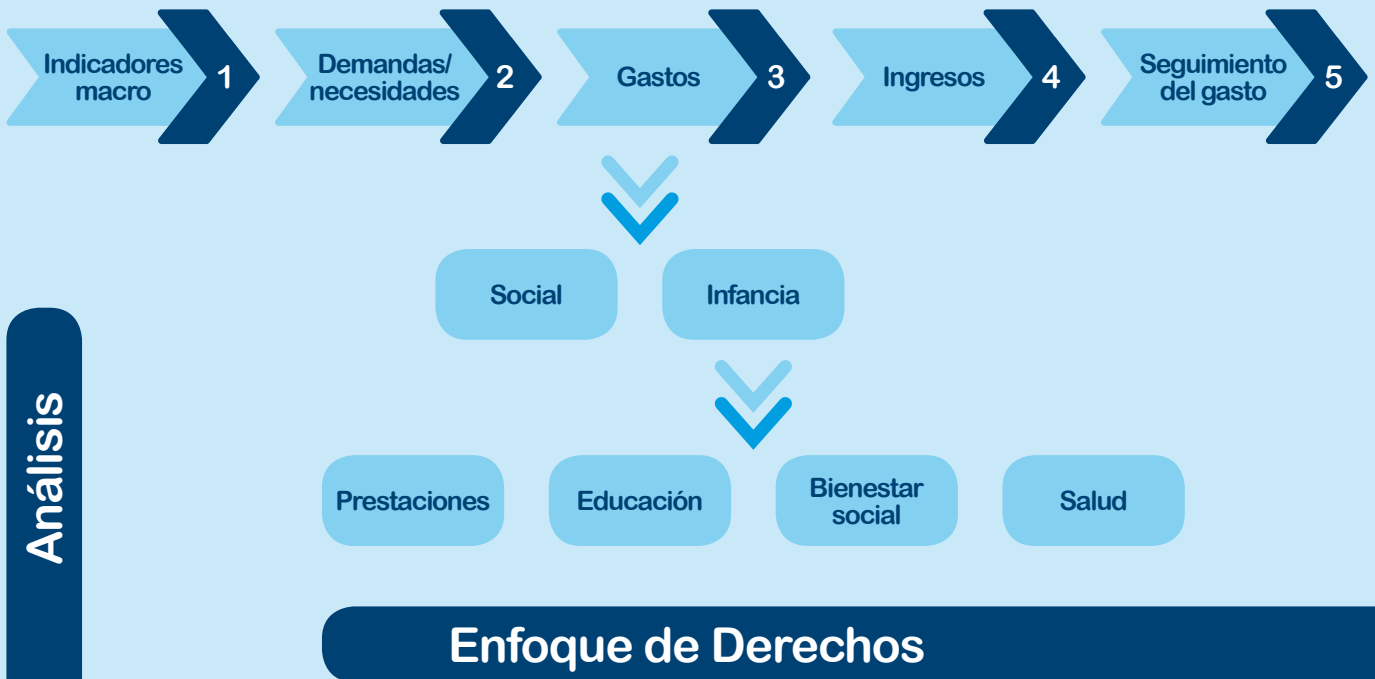 Indicadores
macro
1
Demandas/
necesidades
2
Gastos
3
Ingresos
4
Seguimiento
del gasto
5
Social
Infancia
Análisis
Prestaciones
Educación
Bienestar
social
Salud
Enfoque de Derechos